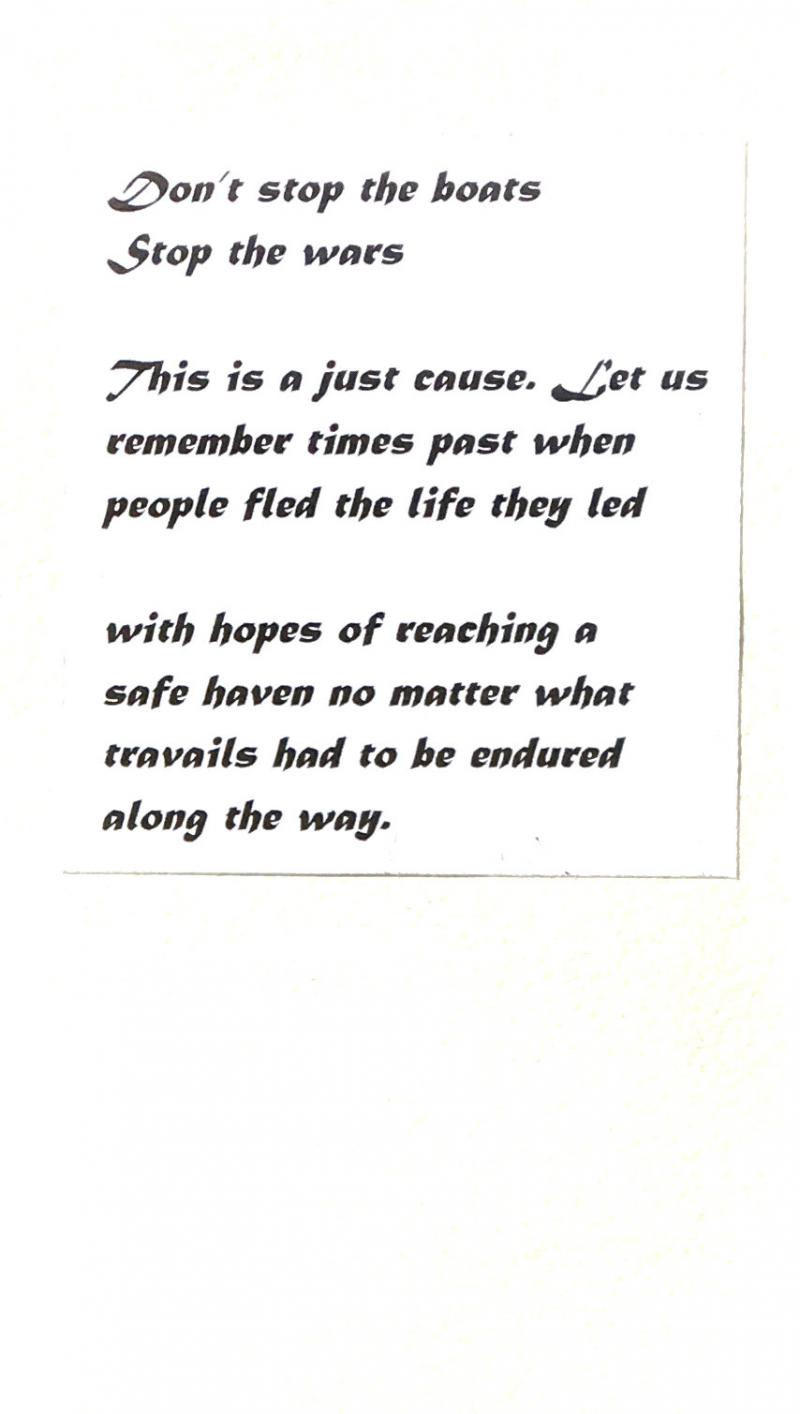 Don't stop the boats
Stop the wars
This is a just cause. Let us
remember times past when
people fled the life they led
with hopes of reaching a
safe haven no matter what
travails had to be endured
along the way.